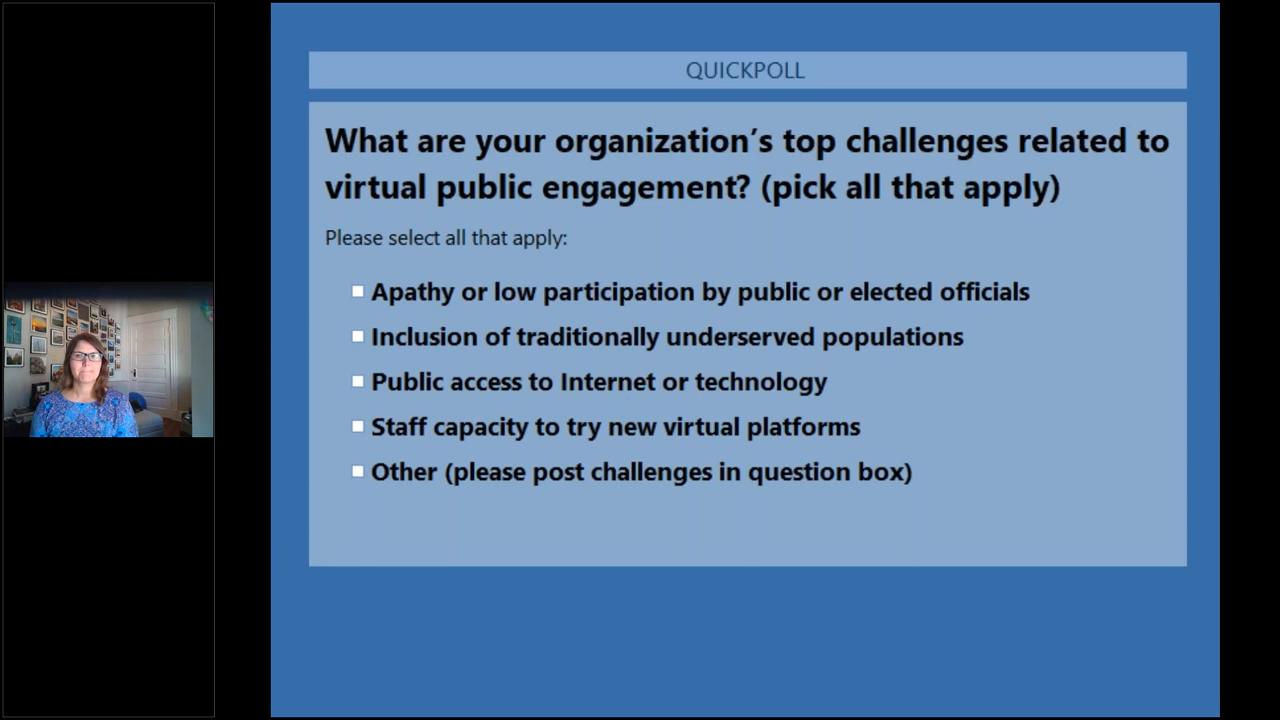 QUICKPOLL
What are your organization’s top challenges related to
virtual public engagement? (pick all that apply)
Please select all that apply:
Apathy or low participation by public or elected officials
Inclusion of traditionally underserved populations
Public access to Internet or technology
Staff capacity to try new virtual platforms
Other (please post challenges in question box)